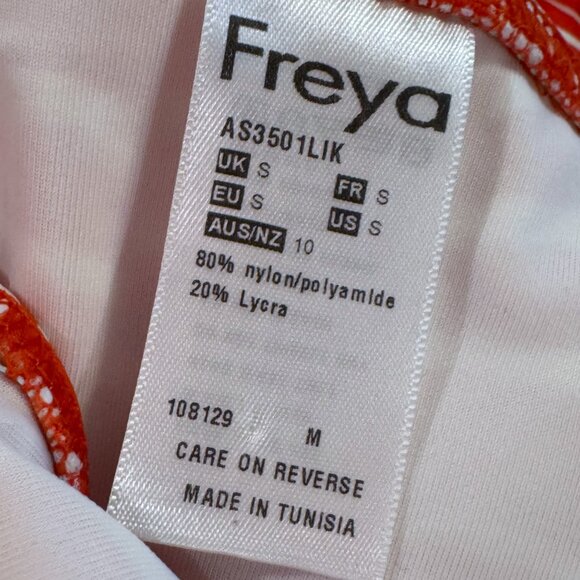 Freya
AS3501LIK
UK S FR S
EU S US S
AUS/NZ 10
80% nylon/polyamide
20% Lycra
108129 M
CARE ON REVERSE
MADE IN TUNISIA